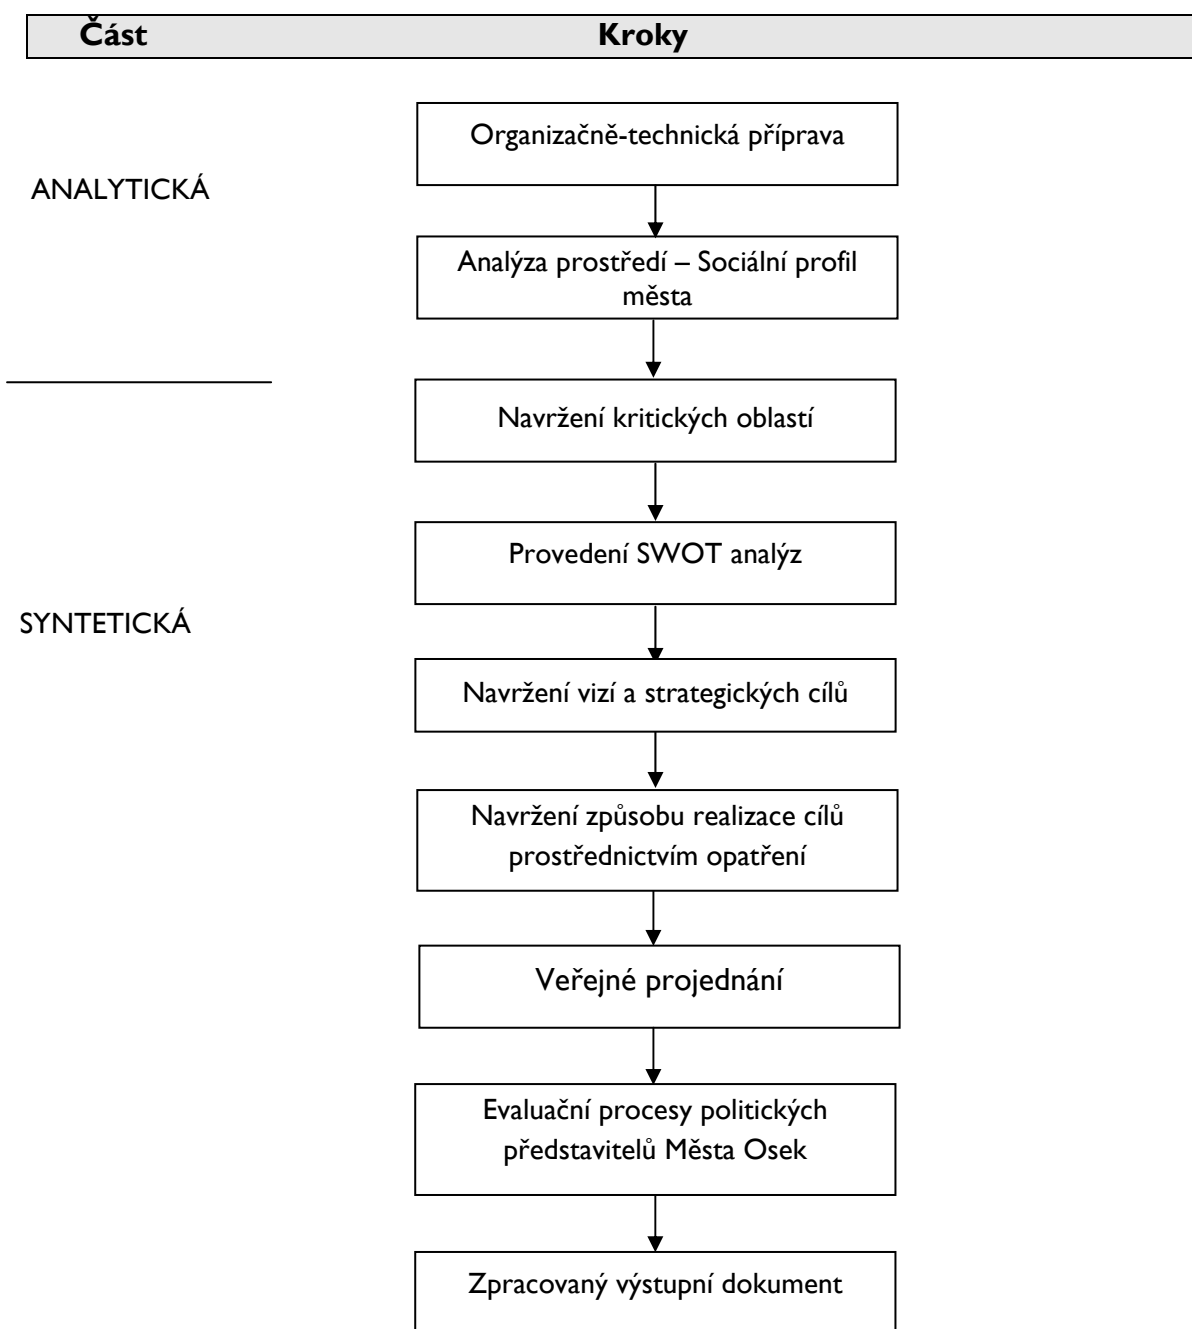 Část Kroky
Organizačně-technická příprava
ANALYTICKÁ
Analýza prostředí – Sociální profil
města
Navržení kritických oblastí
Provedení SWOT analýz
SYNTETICKÁ
Navržení vizí a strategických cílů
Navržení způsobu realizace cílů
prostřednictvím opatření
Veřejné projednání
Evaluační procesy politických
představitelů Města Osek
Zpracovaný výstupní dokument